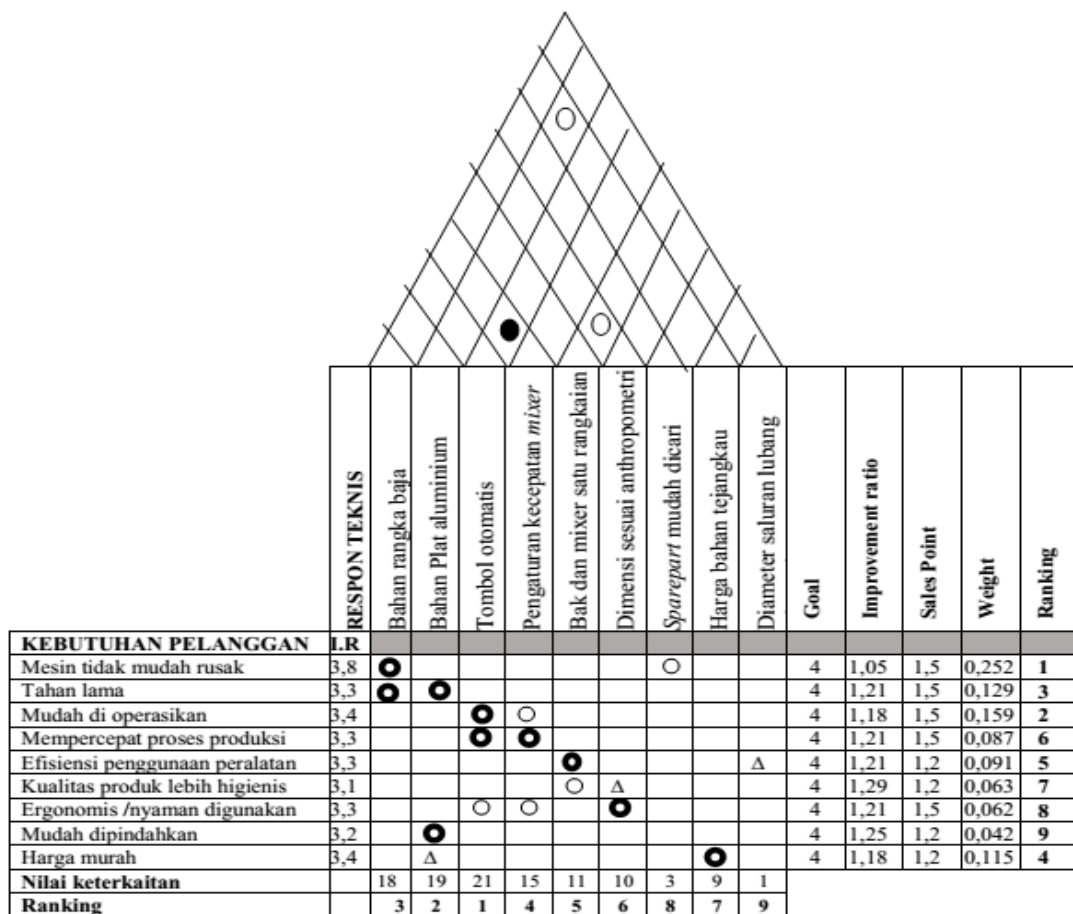 RESPON TEKNIS
Bahan rangka baja
Bahan Plat aluminium
Tombol otomatis
Pengaturan kecepatan mixer
Bak dan mixer satu rangkaian
Dimensi sesuai anthropometri
Sparepart mudah dicari
Harga bahan tejangkau
Diameter saluran lubang
Goal
Improvement ratio
Sales Point
Weight
Ranking
KEBUTUHAN PELANGGAN I.R
Mesin tidak mudah rusak 3,8 4 1,05 1,5 0,252 1
Tahan lama 3,3 4 1,21 1,5 0,129 3
Mudah di operasikan 3,4 4 1,18 1,5 0,159 2
Mempercepat proses produksi 3,3 4 1,21 1,5 0,087 6
Efisiensi penggunaan peralatan 3,3 Δ 4 1,21 1,2 0,091 5
Kualitas produk lebih higienis 3,1 Δ 4 1,29 1,2 0,063 7
Ergonomis /nyaman digunakan 3,3 4 1,21 1,5 0,062 8
Mudah dipindahkan 3,2 4 1,25 1,2 0,042 9
Harga murah 3,4 Δ 4 1,18 1,2 0,115 4
Nilai keterkaitan 18 19 21 15 11 10 3 9 1
Ranking 3 2 1 4 5 6 8 7 9